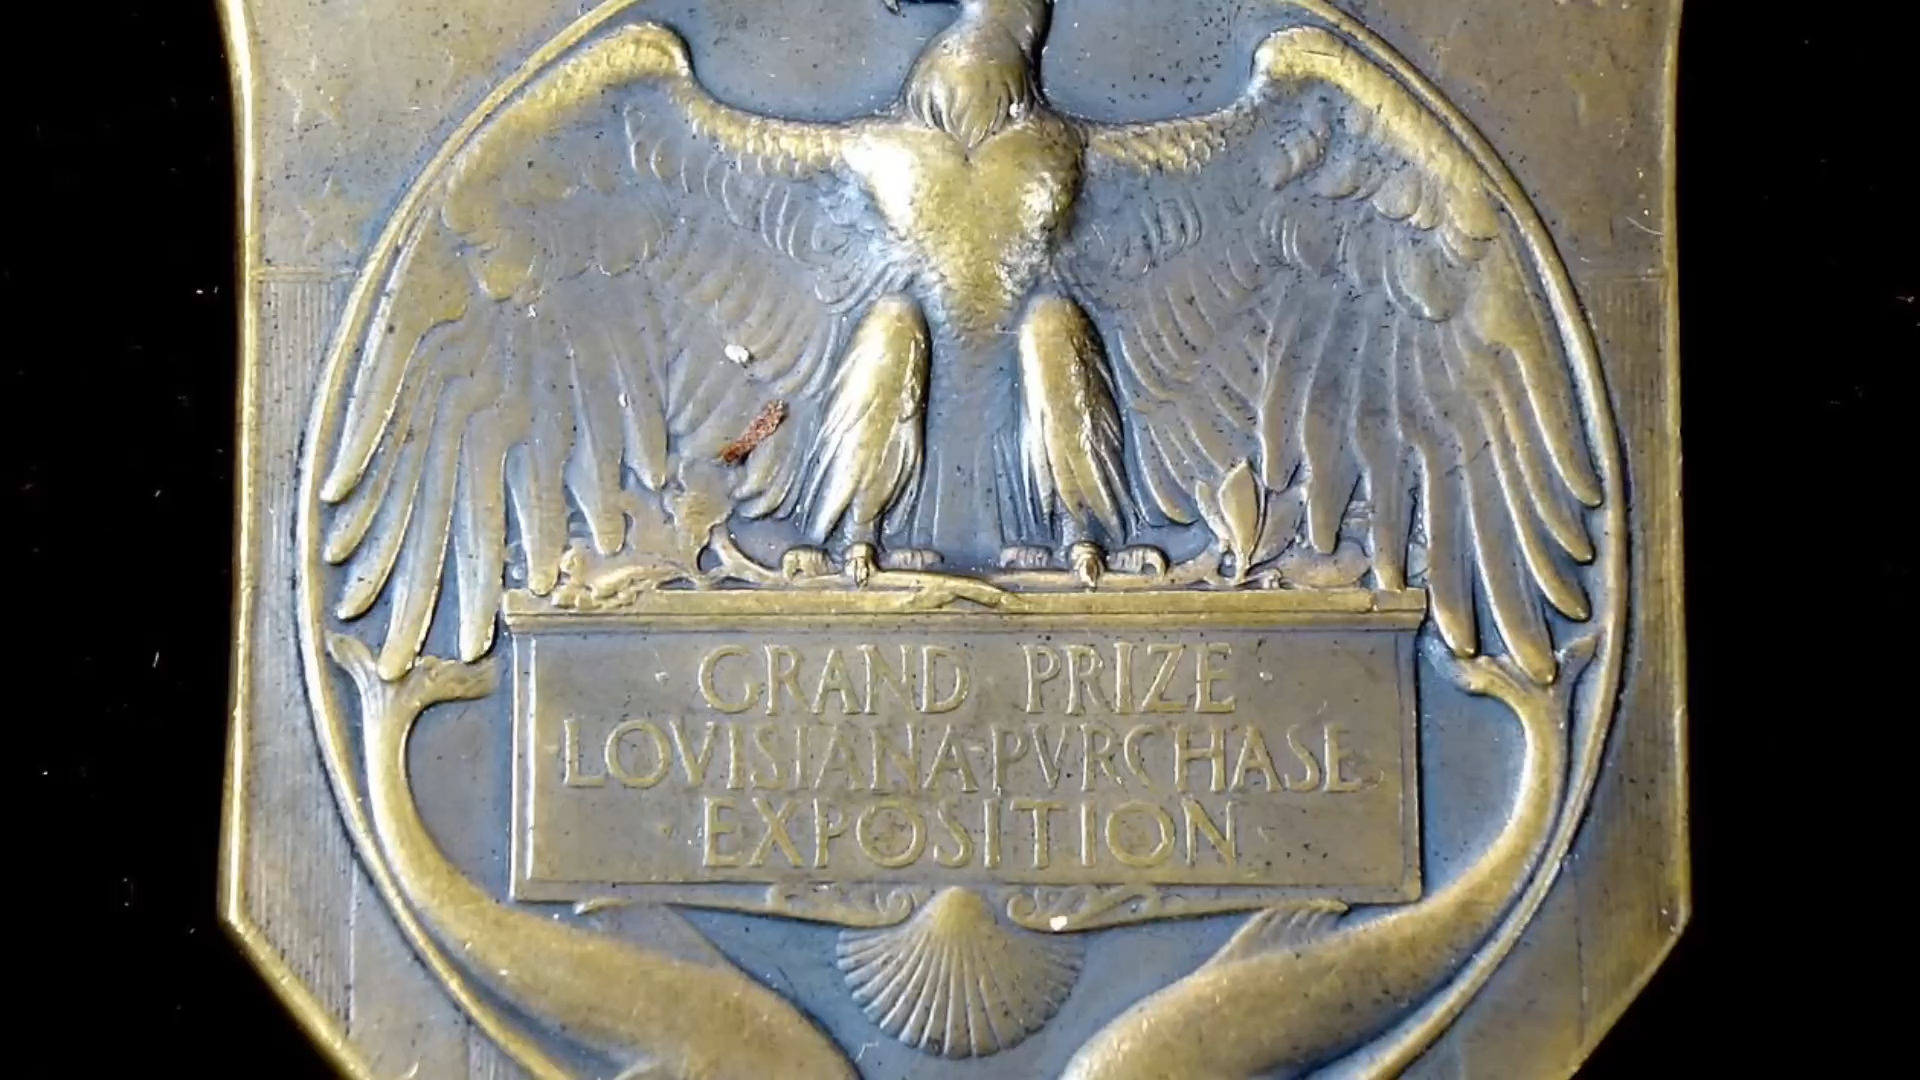 · GRAND PRIZE ·
LOVISIANA·PVRCHASE
· EXPOSITION ·